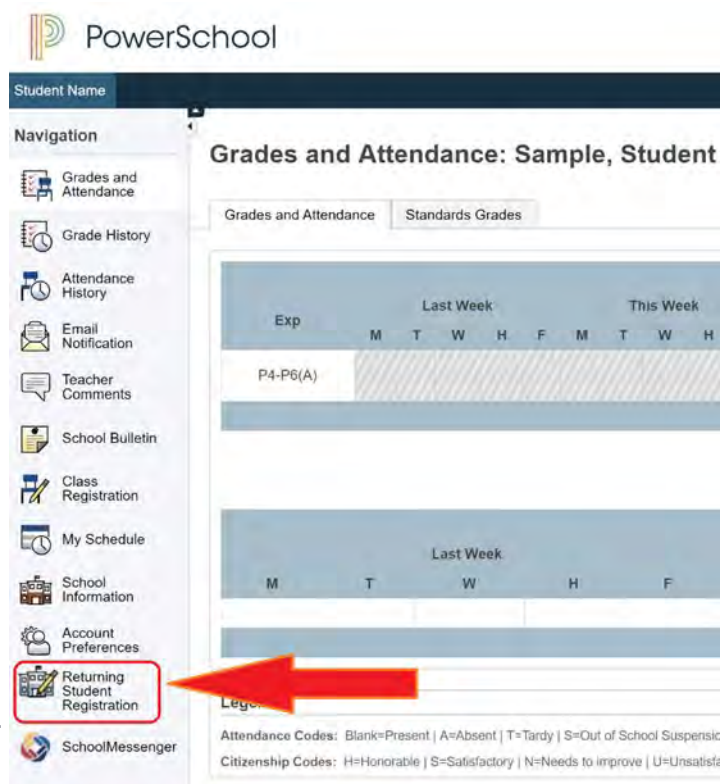 PowerSchool
Student Name
Navigation
Grades and
Attendance
Grade History
Attendance
History
Email
Notification
Teacher
Comments
School Bulletin
Class
Registration
My Schedule
School
Information
Account
Preferences
Returning
Student
Registration
SchoolMessenger
Grades and Attendance: Sample, Student
Grades and Attendance Standards Grades
Exp Last Week This Week
M T W H F M T W H
P4-P6(A)
Last Week
M T W H F
Attendance Codes: Blank=Present | A=Absent | T=Tardy | S=Out of School
Citizenship Codes: H=Honorable | S=Satisfactory | N=Needs to improve |